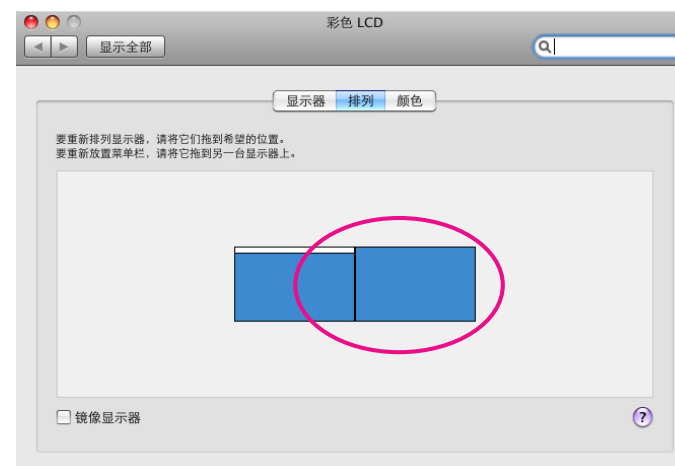 彩色 LCD
显示全部
显示器 排列 颜色
要重新排列显示器，请将它们拖到希望的位置。
要重新放置菜单栏，请将它拖到另一台显示器上。
镜像显示器
?